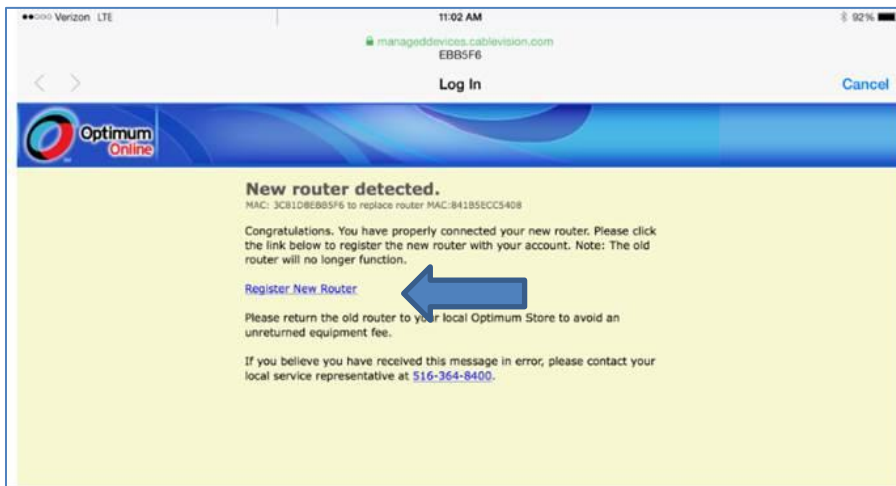 Verizon LTE
11:02 AM
92%
manageddevices.cablevision.com
EBB5F6
Log In
Cancel
Optimum
Online
New router detected.
MAC: 3C81D8EBB5F6 to replace router MAC:841B5ECC5408
Congratulations. You have properly connected your new router. Please click
the link below to register the new router with your account. Note: The old
router will no longer function.
Register New Router
Please return the old router to your local Optimum Store to avoid an
unreturned equipment fee.
If you believe you have received this message in error, please contact your
local service representative at 516-364-8400.